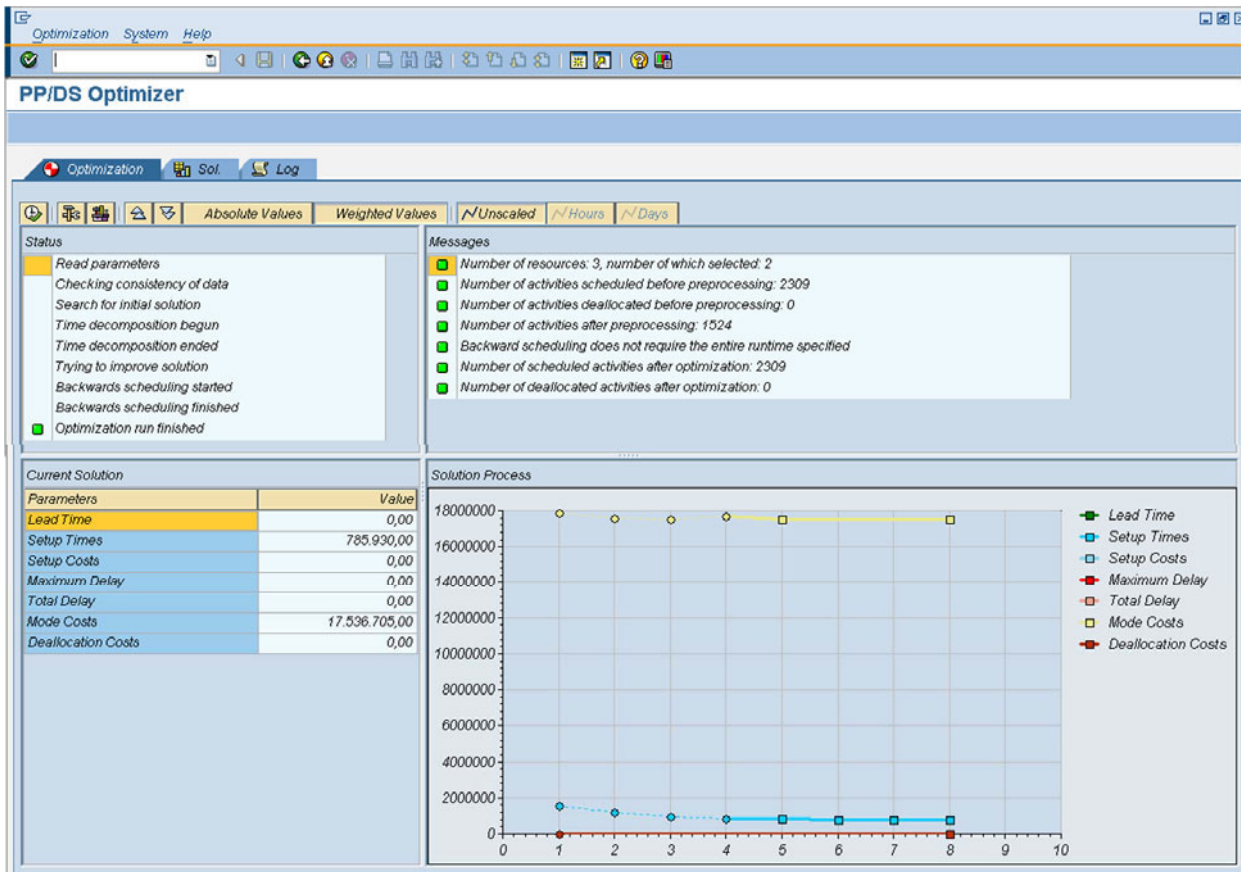 Optimization System Help
PP/DS Optimizer
Optimization Sol. Log
Absolute Values Weighted Values Unscaled Hours Days
Status
Read parameters
Checking consistency of data
Search for initial solution
Time decomposition begun
Time decomposition ended
Trying to improve solution
Backwards scheduling started
Backwards scheduling finished
Optimization run finished
Messages
Number of resources: 3, number of which selected: 2
Number of activities scheduled before preprocessing: 2309
Number of activities deallocated before preprocessing: 0
Number of activities after preprocessing: 1524
Backward scheduling does not require the entire runtime specified
Number of scheduled activities after optimization: 2309
Number of deallocated activities after optimization: 0
Current Solution
Parameters Value
Lead Time 0,00
Setup Times 785.930,00
Setup Costs 0,00
Maximum Delay 0,00
Total Delay 0,00
Mode Costs 17.536.705,00
Deallocation Costs 0,00
Solution Process
18000000
16000000
14000000
12000000
10000000
8000000
6000000
4000000
2000000
0
0 1 2 3 4 5 6 7 8 9 10
Lead Time
Setup Times
Setup Costs
Maximum Delay
Total Delay
Mode Costs
Deallocation Costs